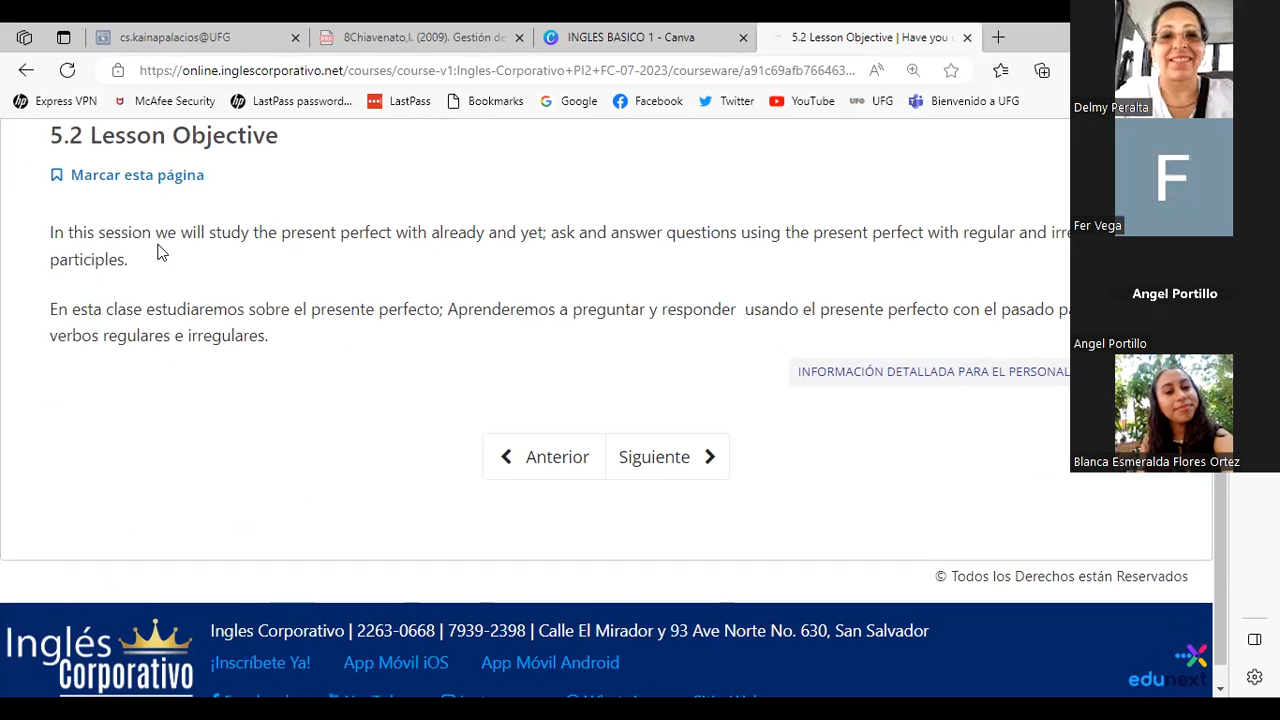 cs.kainapalacios@UFG
8Chiavenato,I. (2009). Gestión de
INGLES BASICO 1 - Canva
5.2 Lesson Objective | Have you
https://online.inglescorporativo.net/courses/course-v1:Ingles-Corporativo+PI2+FC-07-2023/courseware/a91c69afb766463...
Express VPN
McAfee Security
LastPass password...
LastPass
Bookmarks
Google
Facebook
Twitter
YouTube
UFG
Bienvenido a UFG
5.2 Lesson Objective
Marcar esta página
In this session we will study the present perfect with already and yet; ask and answer questions using the present perfect with regular and irre
participles.
En esta clase estudiaremos sobre el presente perfecto; Aprenderemos a preguntar y responder usando el presente perfecto con el pasado pa
verbos regulares e irregulares.
INFORMACIÓN DETALLADA PARA EL PERSONAL
Anterior
Siguiente
© Todos los Derechos están Reservados
Inglés
Corporativo
Ingles Corporativo | 2263-0668 | 7939-2398 | Calle El Mirador y 93 Ave Norte No. 630, San Salvador
¡Inscríbete Ya!
App Móvil iOS
App Móvil Android
edunext
Delmy Peralta
F
Fer Vega
Angel Portillo
Angel Portillo
Blanca Esmeralda Flores Ortez